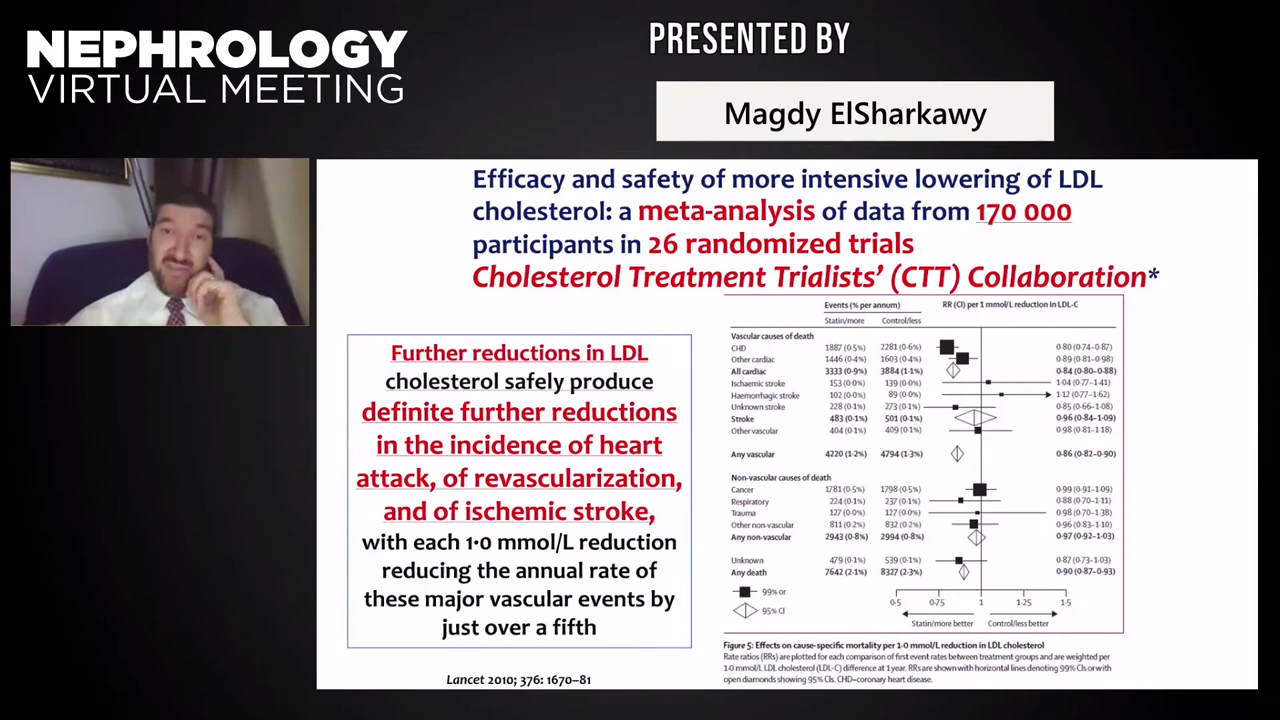 NEPHROLOGY
VIRTUAL MEETING
PRESENTED BY
Magdy ElSharkawy
Efficacy and safety of more intensive lowering of LDL
cholesterol: a meta-analysis of data from 170 000
participants in 26 randomized trials
Cholesterol Treatment Trialists’ (CTT) Collaboration*
Further reductions in LDL
cholesterol safely produce
definite further reductions
in the incidence of heart
attack, of revascularization,
and of ischemic stroke,
with each 1·0 mmol/L reduction
reducing the annual rate of
these major vascular events by
just over a fifth
Lancet 2010; 376: 1670–81
Events (% per annum) RR (CI) per 1 mmol/L reduction in LDL-C
Statin/more Control/less
Vascular causes of death
CHD 1887 (0·5%) 2281 (0·6%) 0·80 (0·74–0·87)
Other cardiac 1446 (0·4%) 1603 (0·4%) 0·89 (0·81–0·98)
All cardiac 3333 (0·9%) 3884 (1·1%) 0·84 (0·80–0·88)
Ischaemic stroke 153 (0·0%) 139 (0·0%) 1·04 (0·77–1·41)
Haemorrhagic stroke 102 (0·0%) 89 (0·0%) 1·12 (0·77–1·62)
Unknown stroke 228 (0·1%) 273 (0·1%) 0·85 (0·66–1·08)
Stroke 483 (0·1%) 501 (0·1%) 0·96 (0·84–1·09)
Other vascular 404 (0·1%) 409 (0·1%) 0·98 (0·81–1·18)
Any vascular 4220 (1·2%) 4794 (1·3%) 0·86 (0·82–0·90)
Non-vascular causes of death
Cancer 1781 (0·5%) 1798 (0·5%) 0·99 (0·91–1·09)
Respiratory 224 (0·1%) 237 (0·1%) 0·88 (0·70–1·11)
Trauma 127 (0·0%) 127 (0·0%) 0·98 (0·70–1·38)
Other non-vascular 811 (0·2%) 832 (0·2%) 0·96 (0·83–1·10)
Any non-vascular 2943 (0·8%) 2994 (0·8%) 0·97 (0·92–1·03)
Unknown 479 (0·1%) 539 (0·1%) 0·87 (0·73–1·03)
Any death 7642 (2·1%) 8327 (2·3%) 0·90 (0·87–0·93)
99% or
95% CI
0·5 0·75 1 1·25 1·5
Statin/more better Control/less better
Figure 5: Effects on cause-specific mortality per 1·0 mmol/L reduction in LDL cholesterol
Rate ratios (RRs) are plotted for each comparison of first event rates between treatment groups and are weighted per
1·0 mmol/L LDL cholesterol (LDL-C) difference at 1 year. RRs are shown with horizontal lines denoting 99% CIs or with
open diamonds showing 95% CIs. CHD=coronary heart disease.